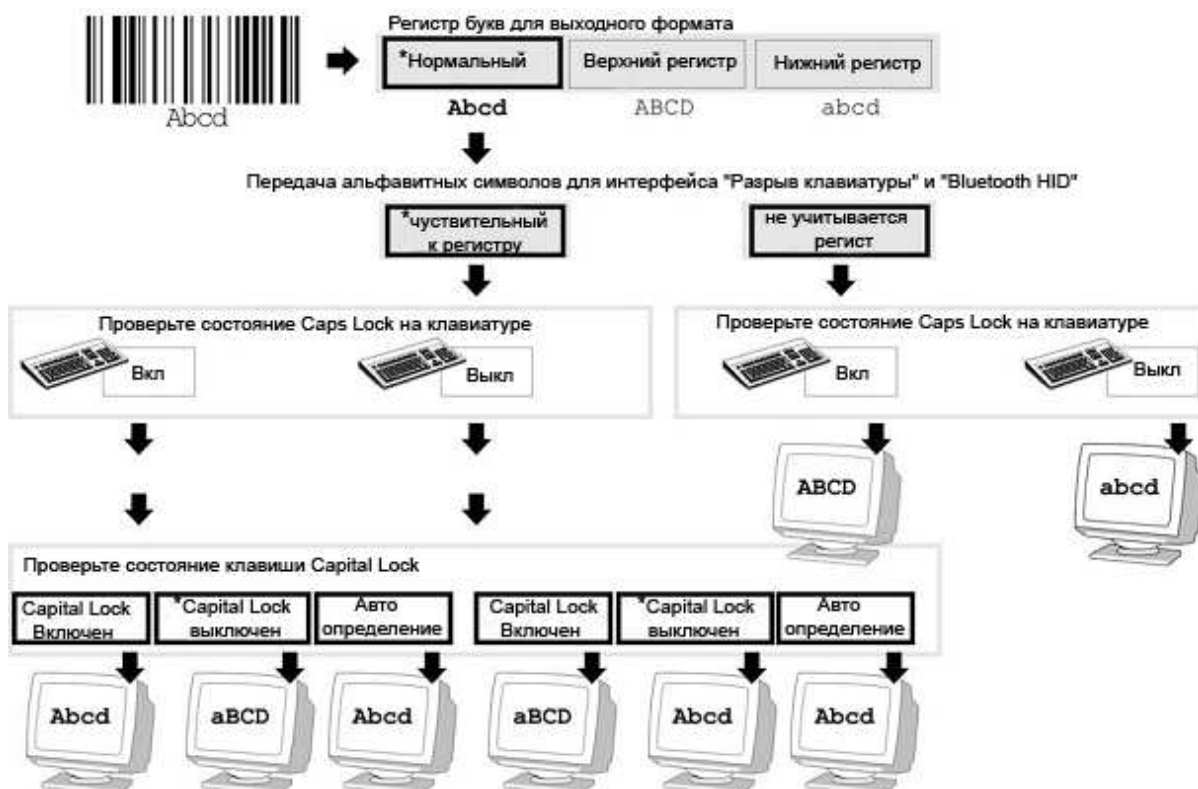 Регистр букв для выходного формата
*Нормальный
Верхний регистр
Нижний регистр
Abcd
Abcd
ABCD
abcd
Передача альфавитных символов для интерфейса "Разрыв клавиатуры" и "Bluetooth HID"
*чуствительный
к регистру
не учитывается
регист
Проверьте состояние Caps Lock на клавиатуре
Вкл
Выкл
Проверьте состояние Caps Lock на клавиатуре
Вкл
Выкл
ABCD
abcd
Проверьте состояние клавиши Capital Lock
Capital Lock
Включен
*Capital Lock
выключен
Авто
определение
Capital Lock
Включен
*Capital Lock
выключен
Авто
определение
Abcd
aBCD
Abcd
aBCD
Abcd
Abcd